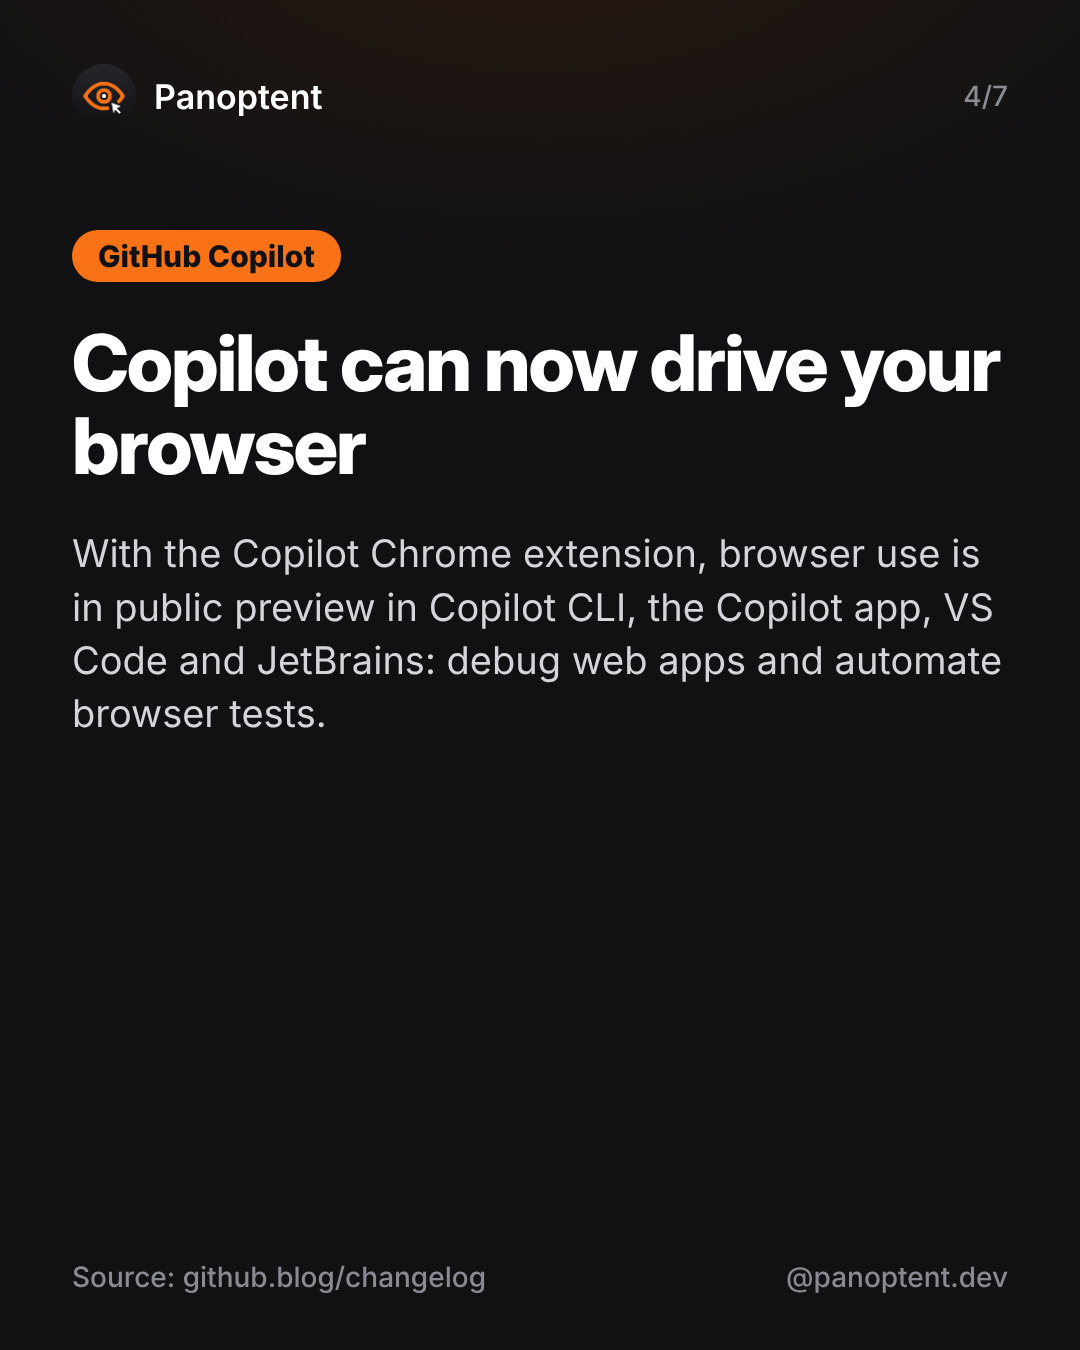 Panoptent
4/7
GitHub Copilot
Copilot can now drive your
browser
With the Copilot Chrome extension, browser use is
in public preview in Copilot CLI, the Copilot app, VS
Code and JetBrains: debug web apps and automate
browser tests.
Source: github.blog/changelog
@panoptent.dev